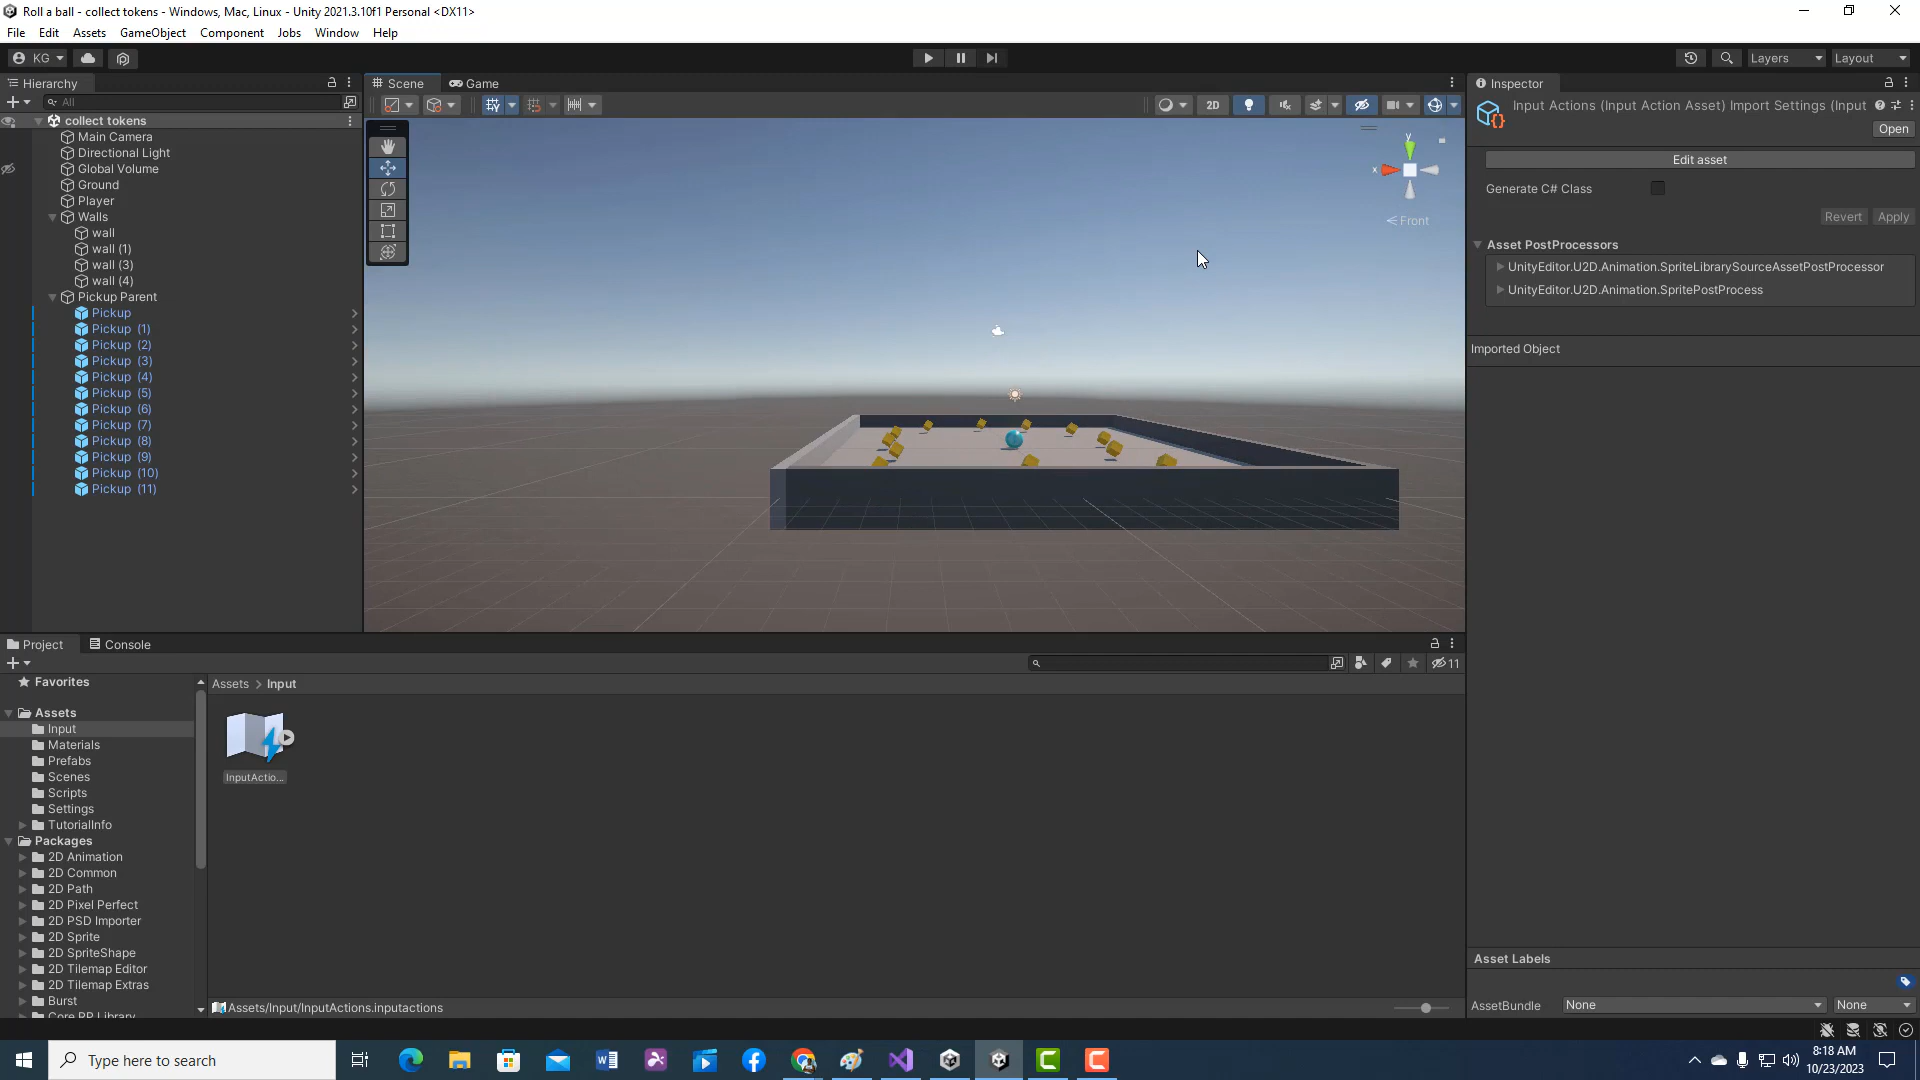 Roll a ball - collect tokens - Windows, Mac, Linux - Unity 2021.3.10f1 Personal <DX11>
File Edit Assets GameObject Component Jobs Window Help
KG
Layers
Layout
Hierarchy
All
collect tokens
Main Camera
Directional Light
Global Volume
Ground
Player
Walls
wall
wall (1)
wall (3)
wall (4)
Pickup Parent
Pickup
Pickup (1)
Pickup (2)
Pickup (3)
Pickup (4)
Pickup (5)
Pickup (6)
Pickup (7)
Pickup (8)
Pickup (9)
Pickup (10)
Pickup (11)
Scene
Game
2D
y
x
Front
Inspector
Input Actions (Input Action Asset) Import Settings (Input
Open
Edit asset
Generate C# Class
Revert Apply
Asset PostProcessors
UnityEditor.U2D.Animation.SpriteLibrarySourceAssetPostProcessor
UnityEditor.U2D.Animation.SpritePostProcess
Imported Object
Asset Labels
AssetBundle None None
Project
Console
11
Favorites
Assets
Input
Materials
Prefabs
Scenes
Scripts
Settings
TutorialInfo
Packages
2D Animation
2D Common
2D Path
2D Pixel Perfect
2D PSD Importer
2D Sprite
2D SpriteShape
2D Tilemap Editor
2D Tilemap Extras
Burst
Core RP Library
Assets > Input
InputActio...
Assets/Input/InputActions.inputactions
Type here to search
8:18 AM
10/23/2023